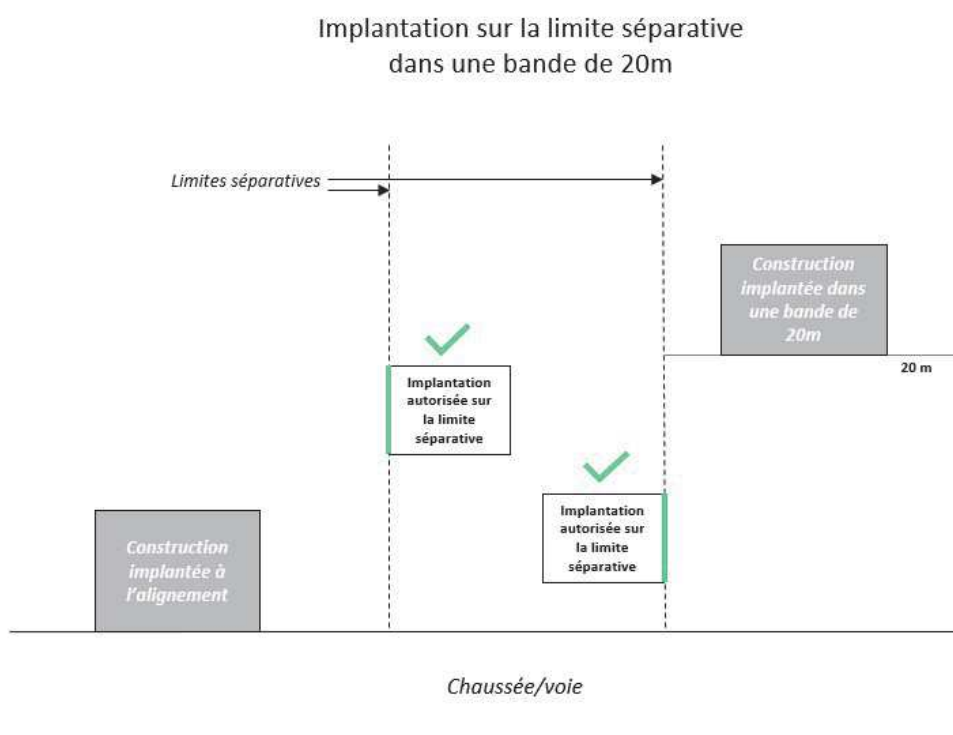 Implantation sur la limite séparative
dans une bande de 20m
Limites séparatives
Construction
implantée dans
une bande de
20m
20 m
Implantation
autorisée sur
la limite
séparative
Implantation
autorisée sur
la limite
séparative
Construction
implantée à
l'alignement
Chaussée/voie